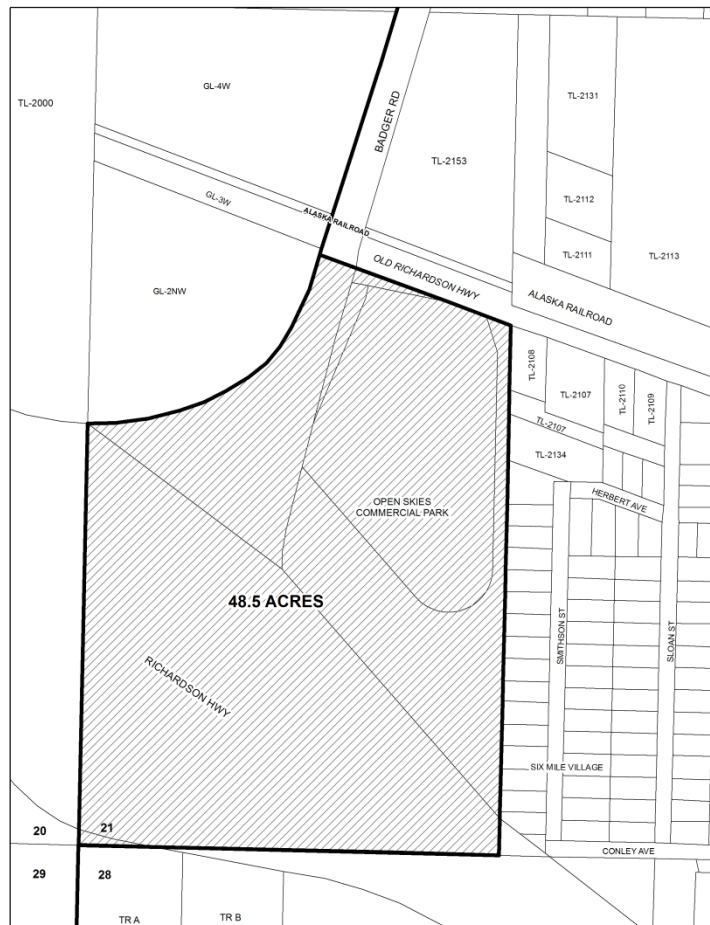 TL-2000
GL-4W
BADGER RD
TL-2131
TL-2153
TL-2112
TL-2111
TL-2113
GL-3W
ALASKA RAILROAD
OLD RICHARDSON HWY
ALASKA RAILROAD
GL-2NW
TL-2108
TL-2107
TL-2110
TL-2109
TL-2107
TL-2134
HERBERT AVE
OPEN SKIES
COMMERCIAL PARK
48.5 ACRES
RICHARDSON HWY
SMITHSON ST
SLOAN ST
SIX MILE VILLAGE
20
21
CONLEY AVE
29
28
TR A
TR B